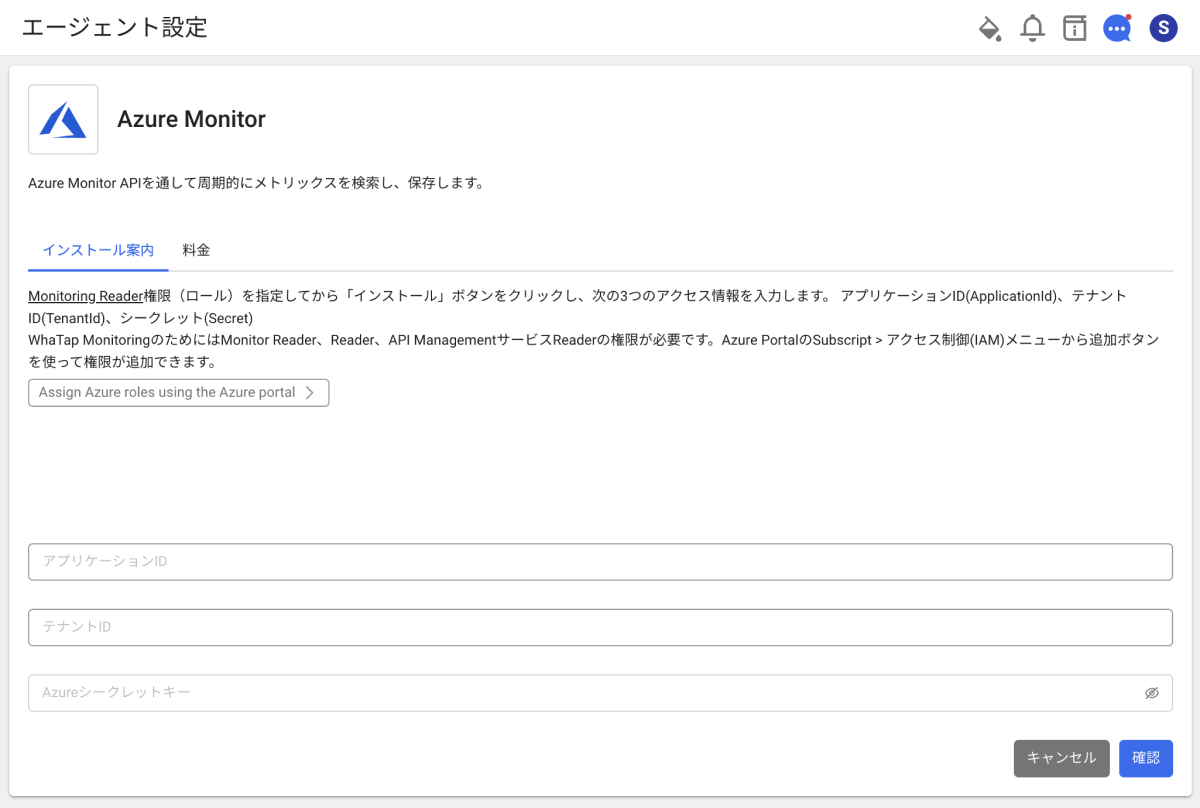 エージェント設定
S
Azure Monitor
Azure Monitor APIを通して周期的にメトリックスを検索し、保存します。
インストール案内 料金
Monitoring Reader権限（ロール）を指定してから「インストール」ボタンをクリックし、次の3つのアクセス情報を入力します。 アプリケーションID(ApplicationId)、テナント
ID(TenantId)、シークレット(Secret)
WhaTap MonitoringのためにはMonitor Reader、Reader、API ManagementサービスReaderの権限が必要です。Azure PortalのSubscript > アクセス制御(IAM)メニューから追加ボタン
を使って権限が追加できます。
Assign Azure roles using the Azure portal
アプリケーションID
テナントID
Azureシークレットキー
キャンセル 確認